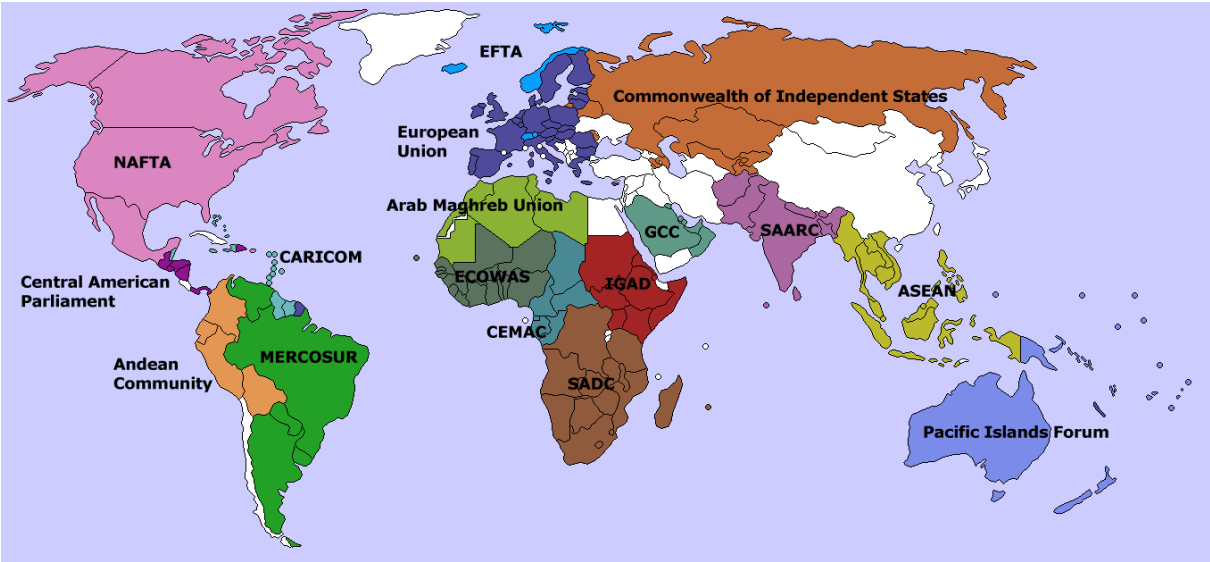 EFTA
Commonwealth of Independent States
European
Union
NAFTA
Arab Maghreb Union
GCC
SAARC
CARICOM
ECOWAS
IGAD
Central American
Parliament
ASEAN
CEMAC
MERCOSUR
Andean
Community
SADC
Pacific Islands Forum